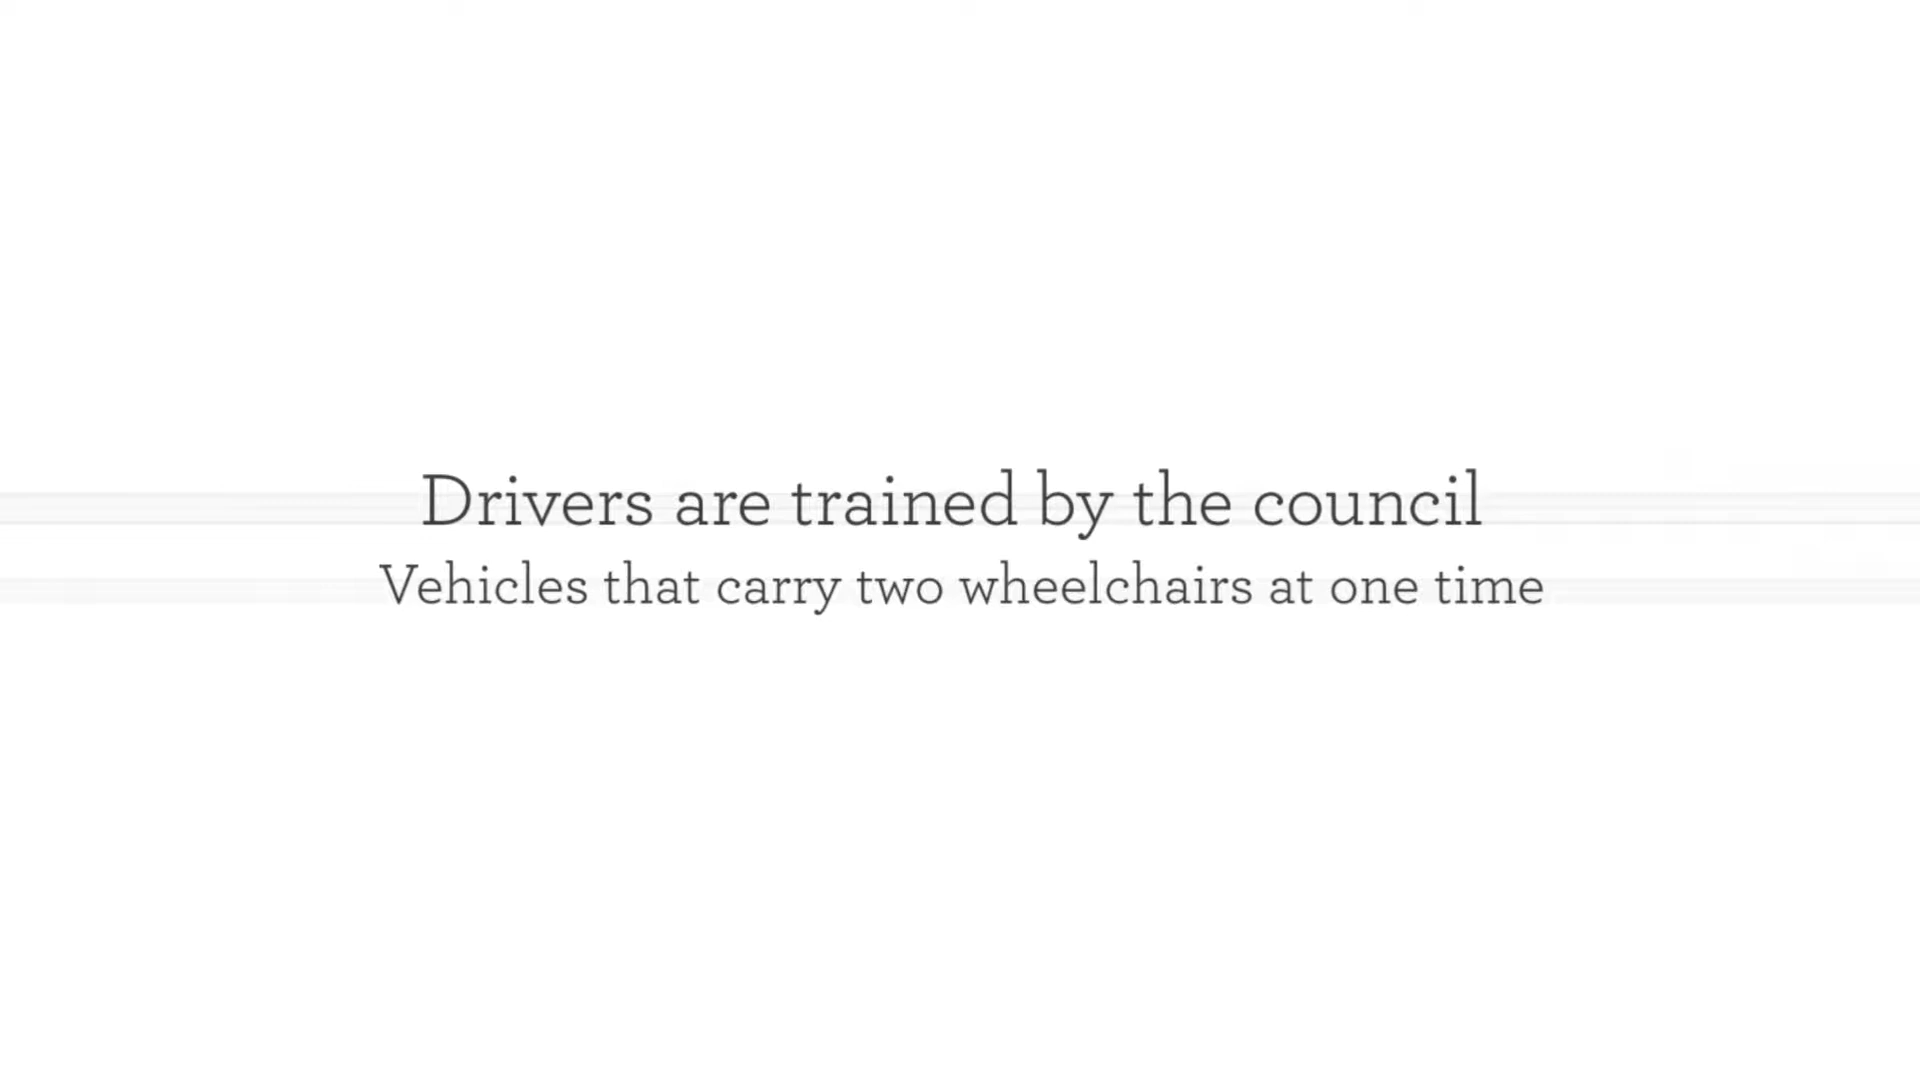 Drivers are trained by the council
Vehicles that carry two wheelchairs at one time